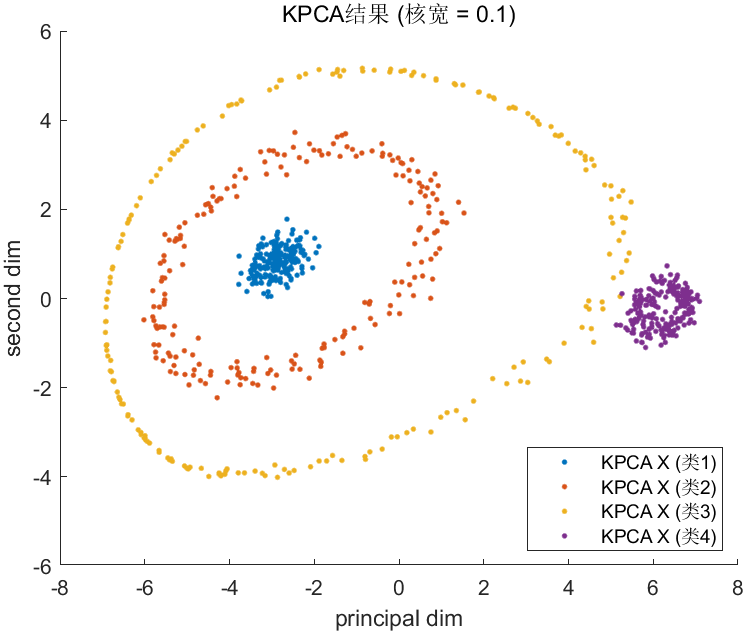 KPCA结果 (核宽 = 0.1)
6
4
2
0
-2
-4
-6
second dim
-8
-6
-4
-2
0
2
4
6
8
principal dim
KPCA X (类1)
KPCA X (类2)
KPCA X (类3)
KPCA X (类4)